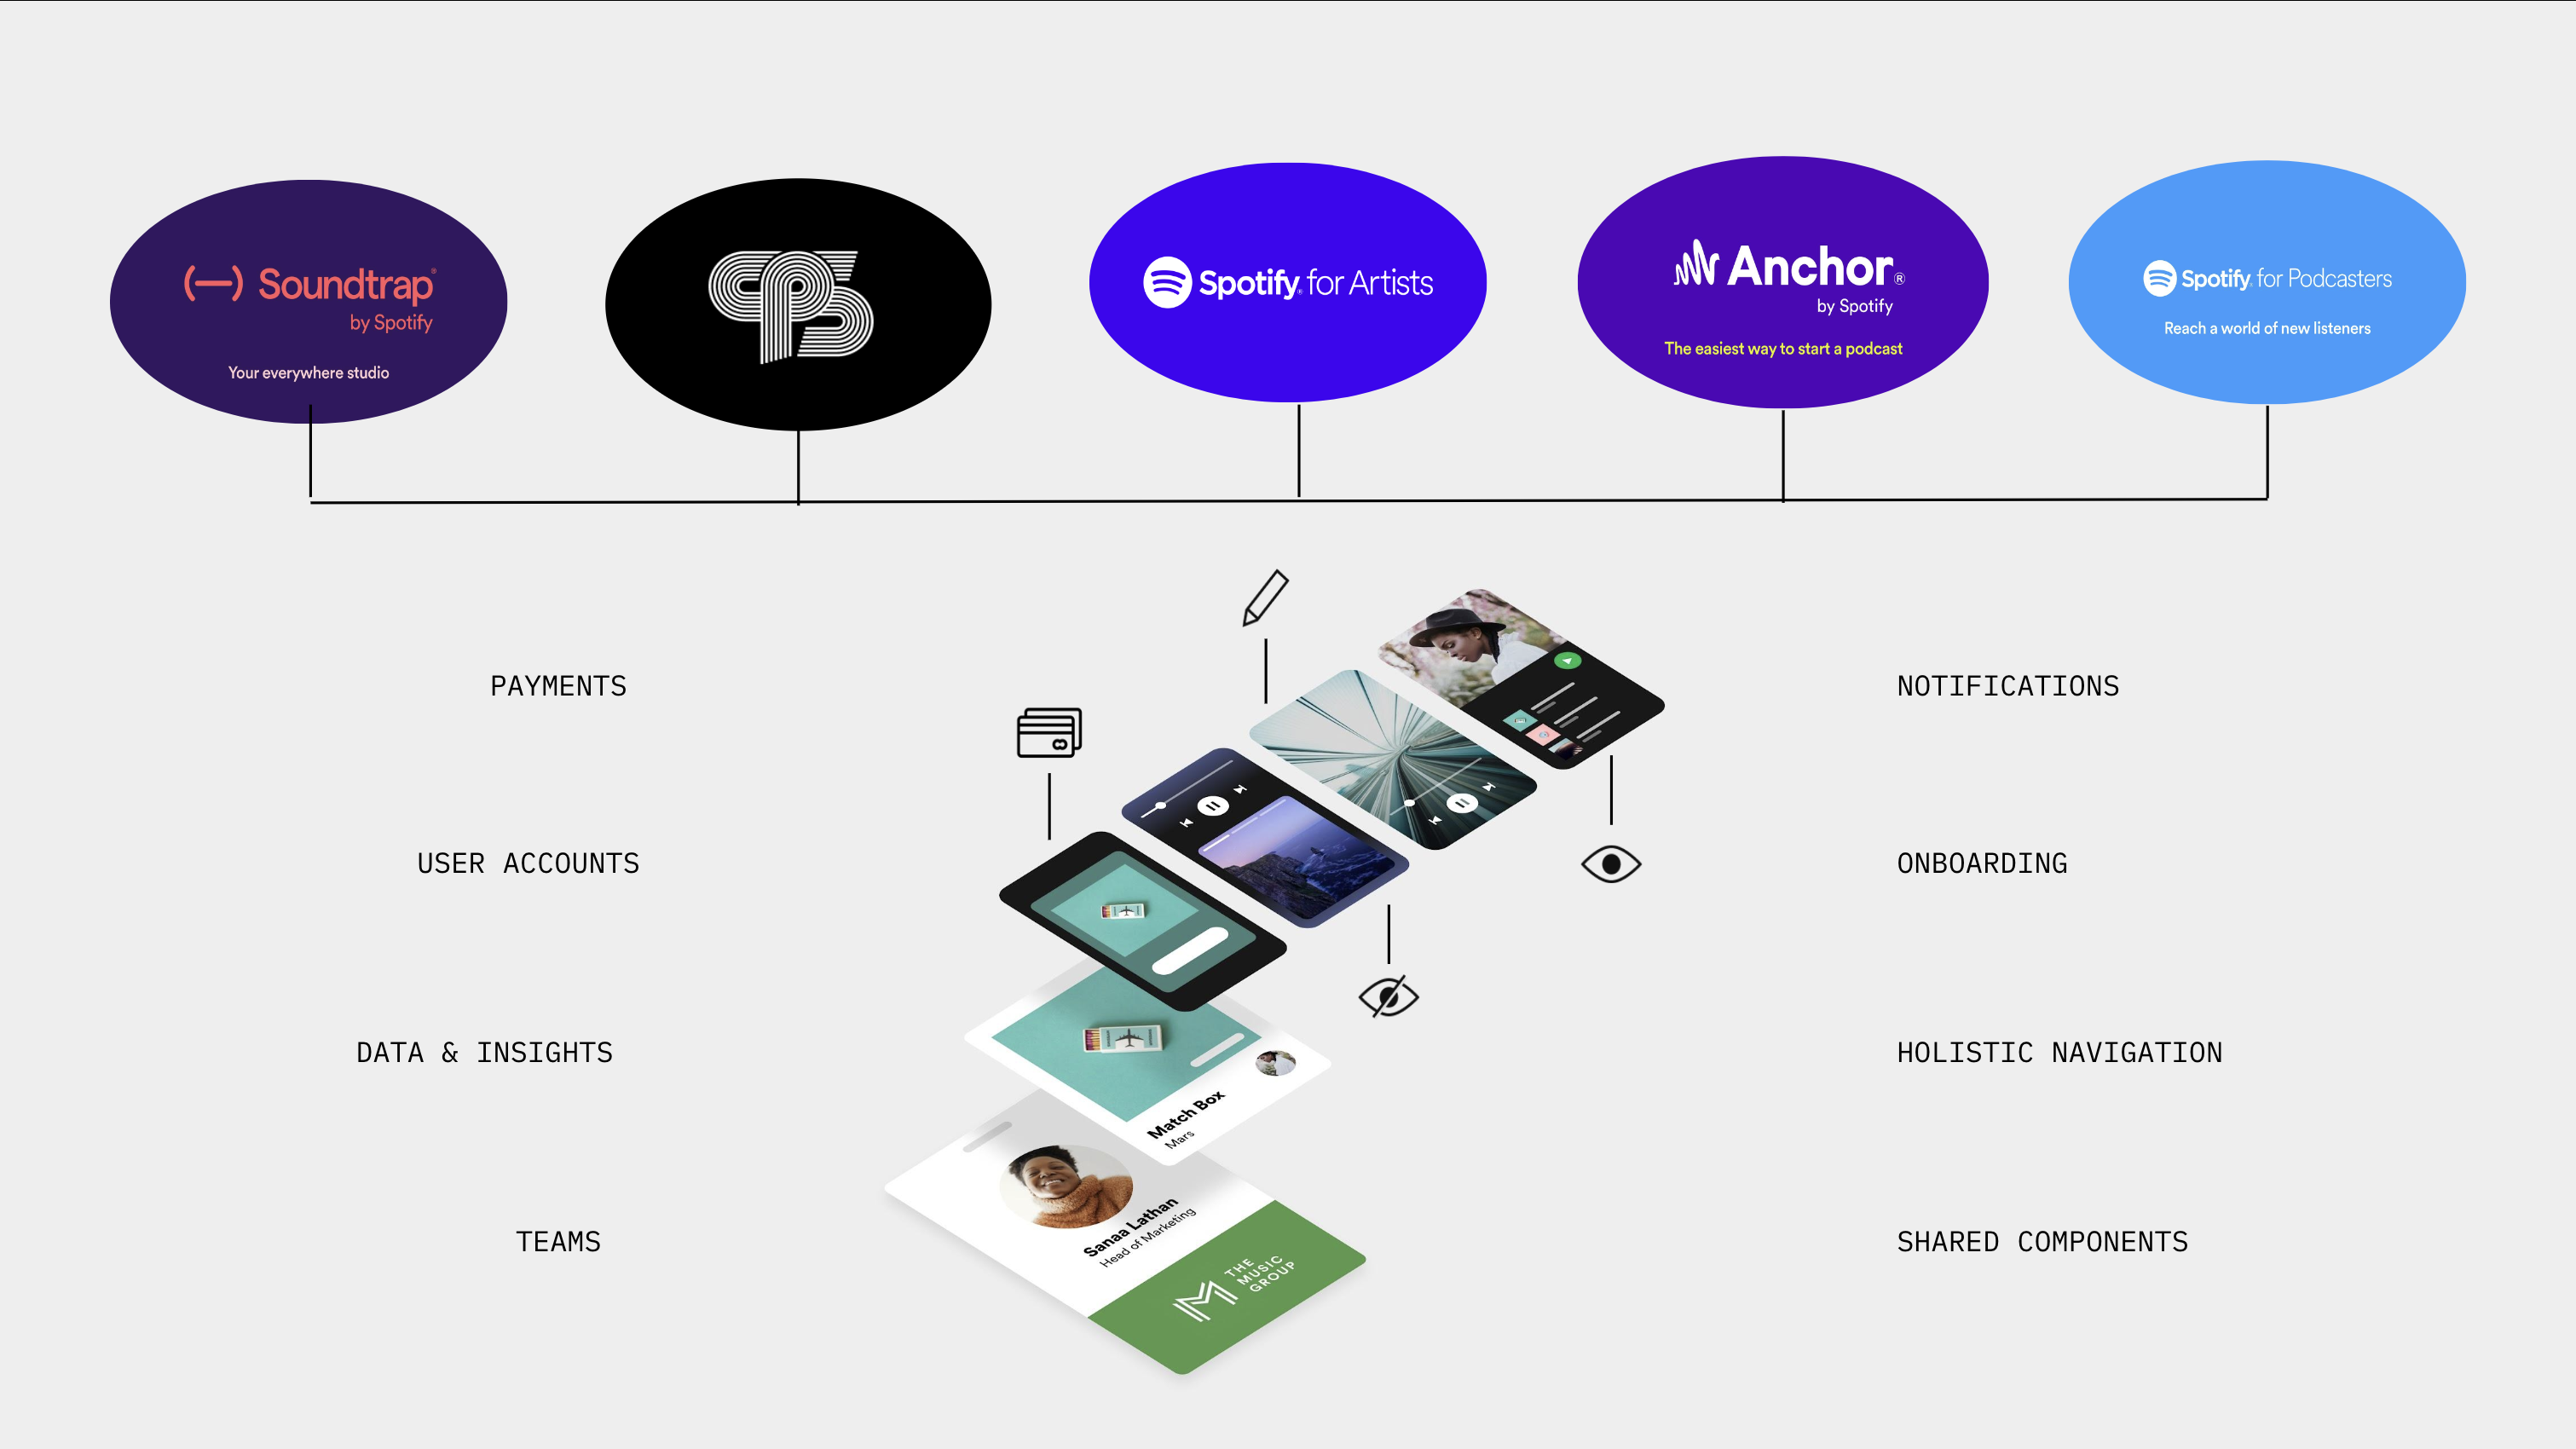 Soundtrap®
by Spotify
Your everywhere studio
Spotify® for Artists
Anchor®
by Spotify
The easiest way to start a podcast
Spotify® for Podcasters
Reach a world of new listeners
PAYMENTS
USER ACCOUNTS
DATA & INSIGHTS
TEAMS
Match Box
Mars
Sanaa Lathan
Head of Marketing
THE
MUSIC
GROUP
NOTIFICATIONS
ONBOARDING
HOLISTIC NAVIGATION
SHARED COMPONENTS